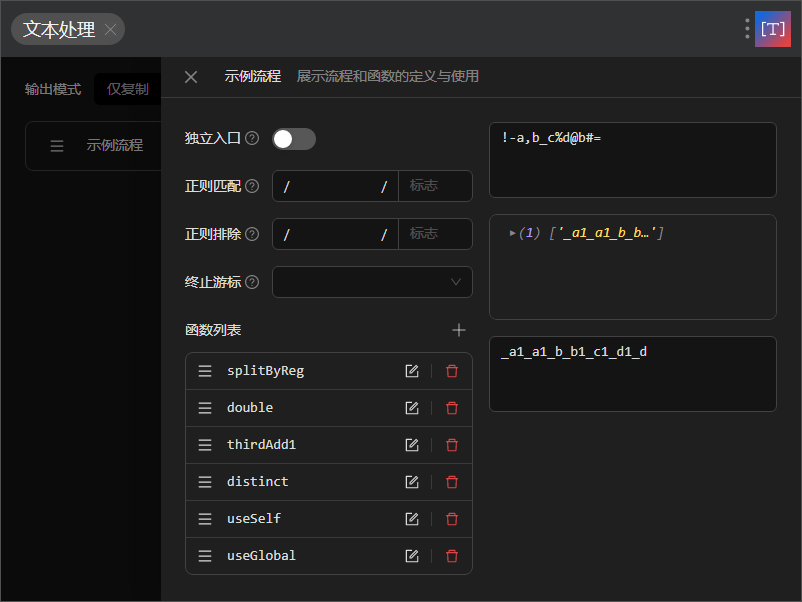 文本处理
[T]
输出模式 仅复制
示例流程
示例流程 展示流程和函数的定义与使用
独立入口
正则匹配 / / 标志
正则排除 / / 标志
终止游标
函数列表
splitByReg
double
thirdAdd1
distinct
useSelf
useGlobal
!-a,b_c%d@b#=
(1) ['_a1_a1_b_b…']
_a1_a1_b_b1_c1_d1_d